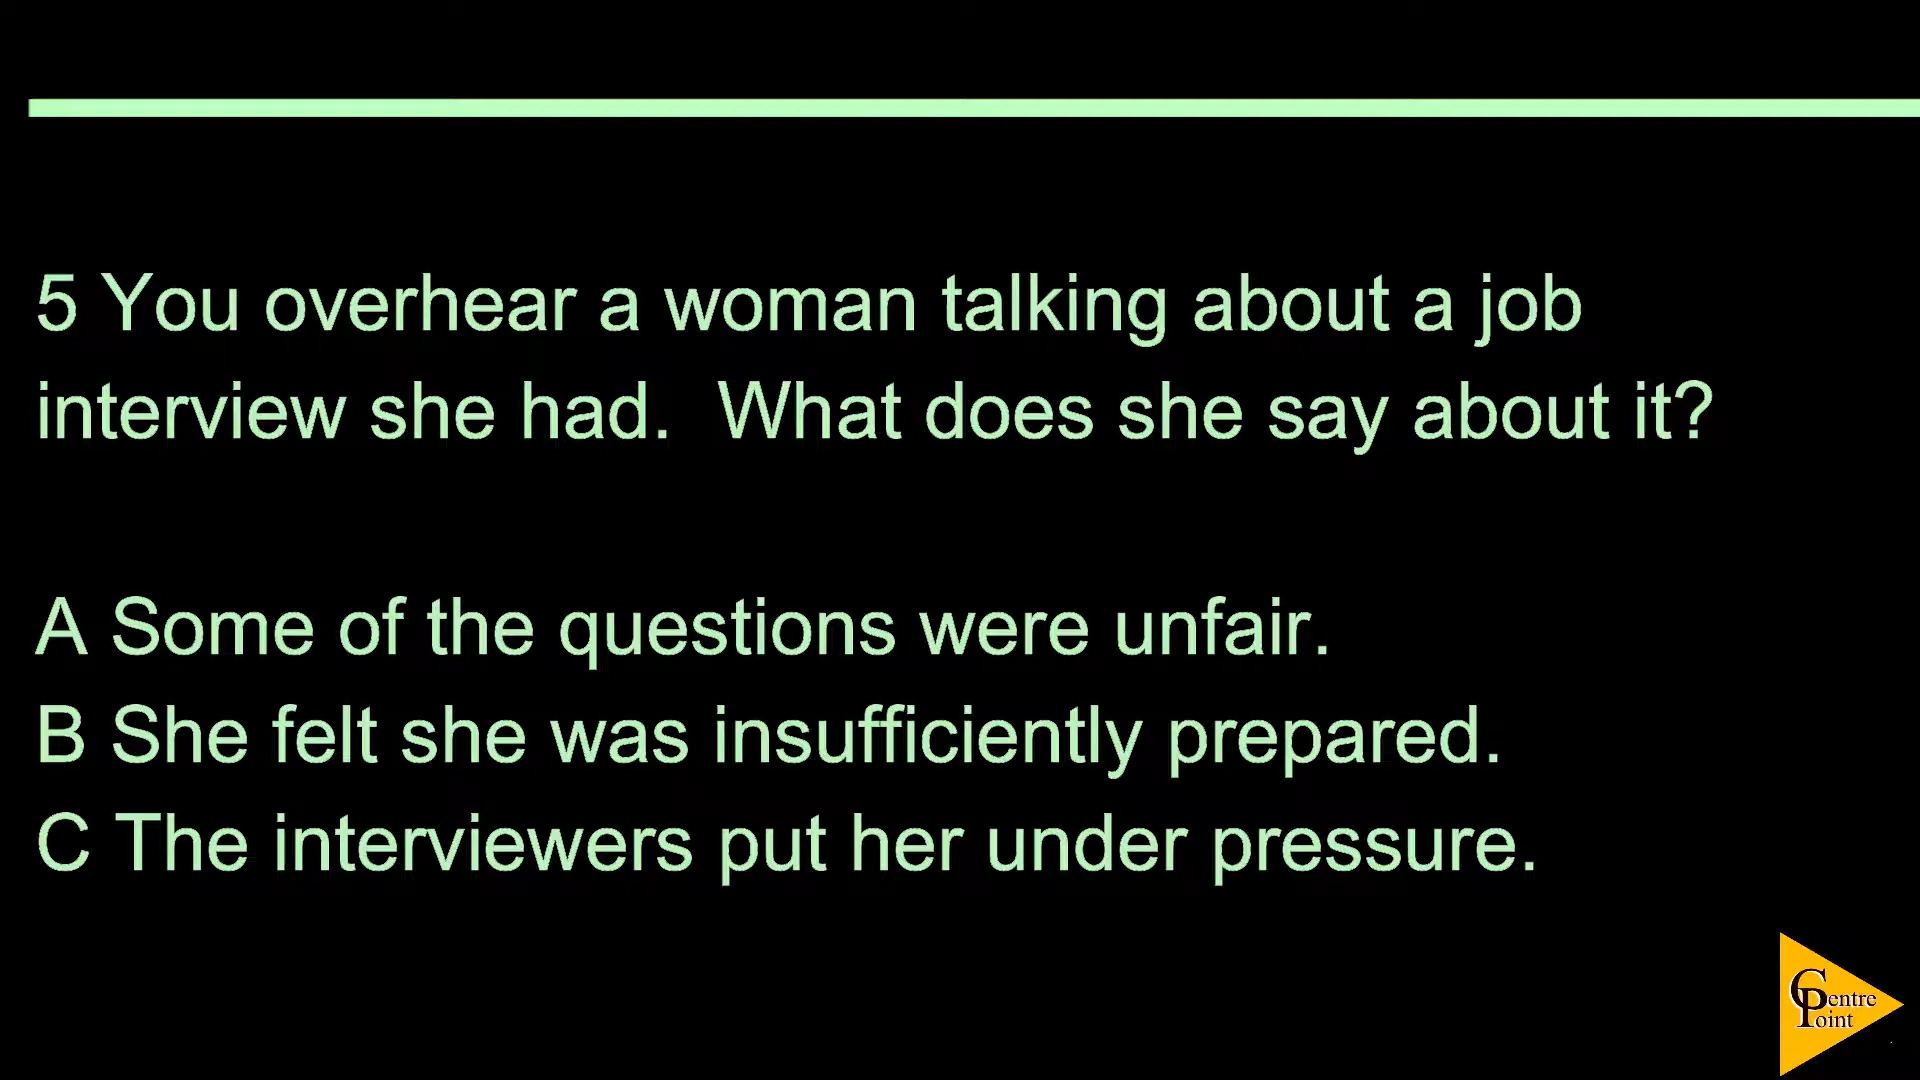 5 You overhear a woman talking about a job
interview she had.  What does she say about it?
A Some of the questions were unfair.
B She felt she was insufficiently prepared.
C The interviewers put her under pressure.
Centre
Point